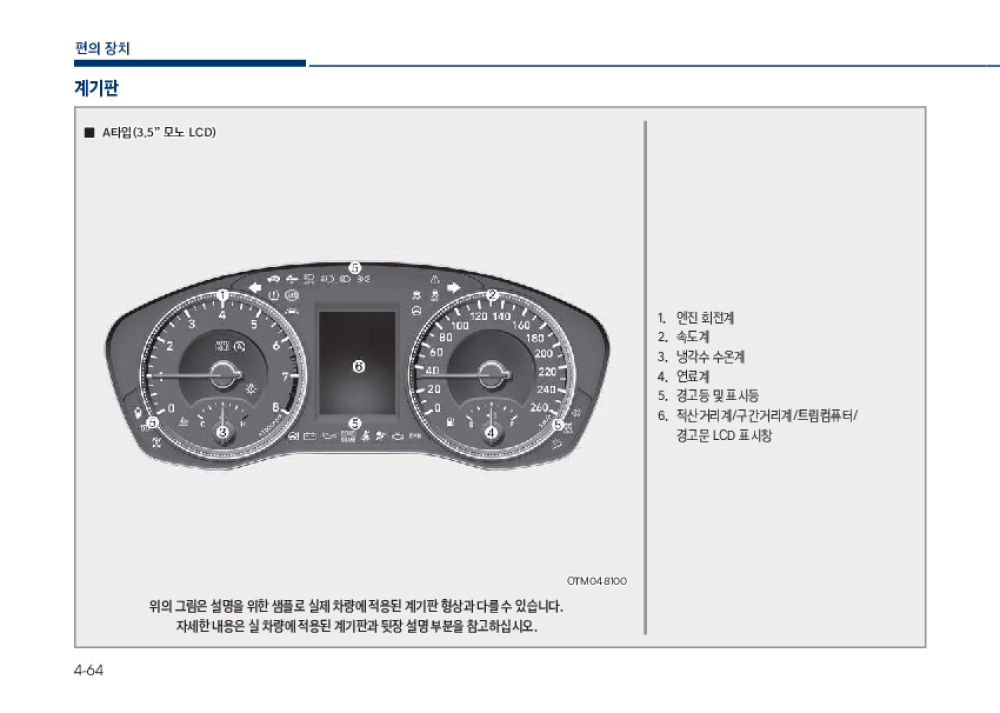 편의 장치
계기판
■ A타입(3.5” 모노 LCD)
5
1
2
120 140
4
3
5
100
160
2
6
80
180
AUTO
HOLD
60
200
6
1
7
40
220
20
240
0
8
0
260
C
H
E
F
5
3
5
4
5
1. 엔진 회전계
2. 속도계
3. 냉각수 수온계
4. 연료계
5. 경고등 및 표시등
6. 적산거리계/구간거리계/트립컴퓨터/
경고문 LCD 표시창
OTM048100
위의 그림은 설명을 위한 샘플로 실제 차량에 적용된 계기판 형상과 다를 수 있습니다.
자세한 내용은 실 차량에 적용된 계기판과 뒷장 설명 부분을 참고하십시오.
4-64